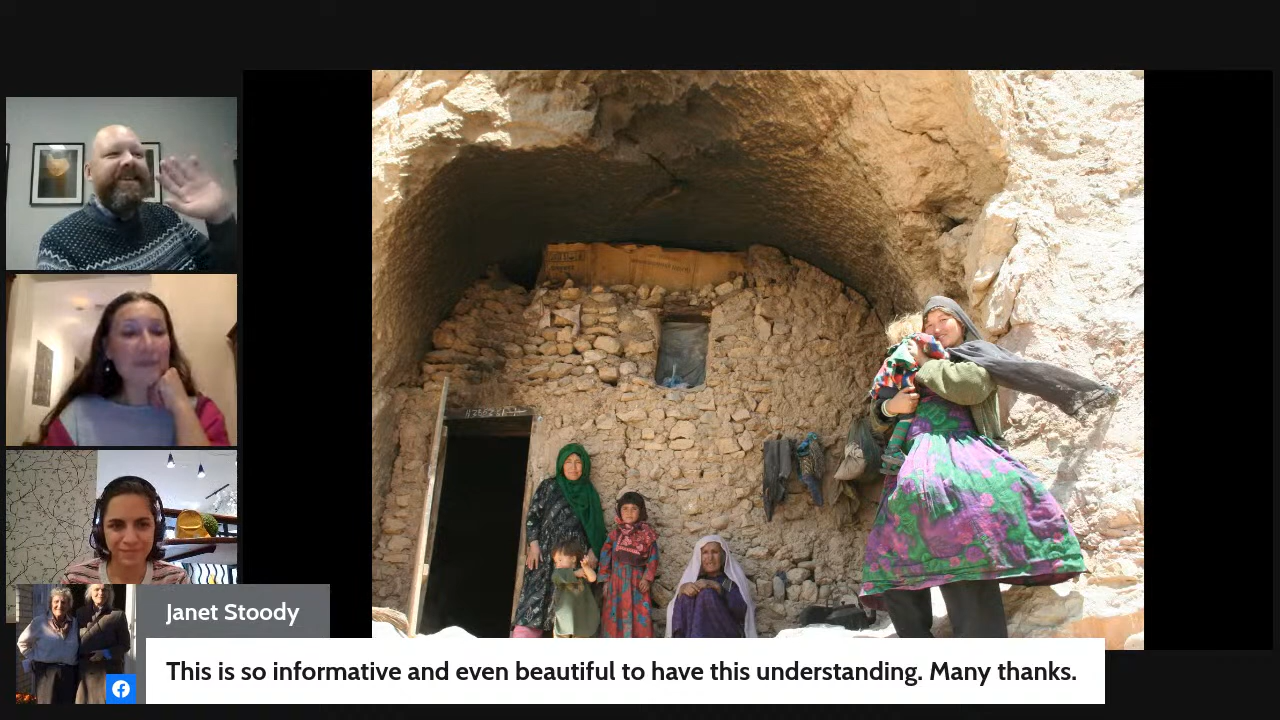 Janet Stoody
This is so informative and even beautiful to have this understanding. Many thanks.